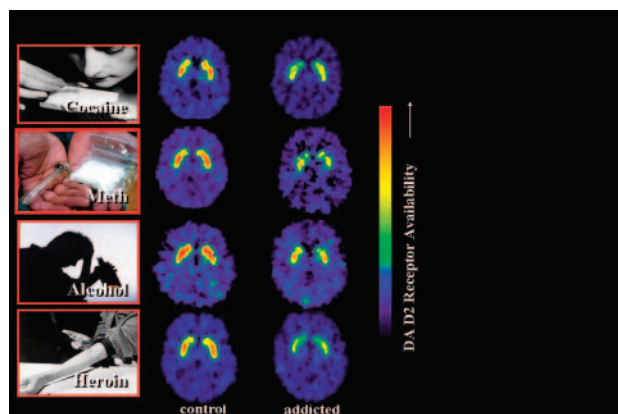 Cocaine
Meth
Alcohol
Heroin
control addicted
DA D2 Receptor Availability